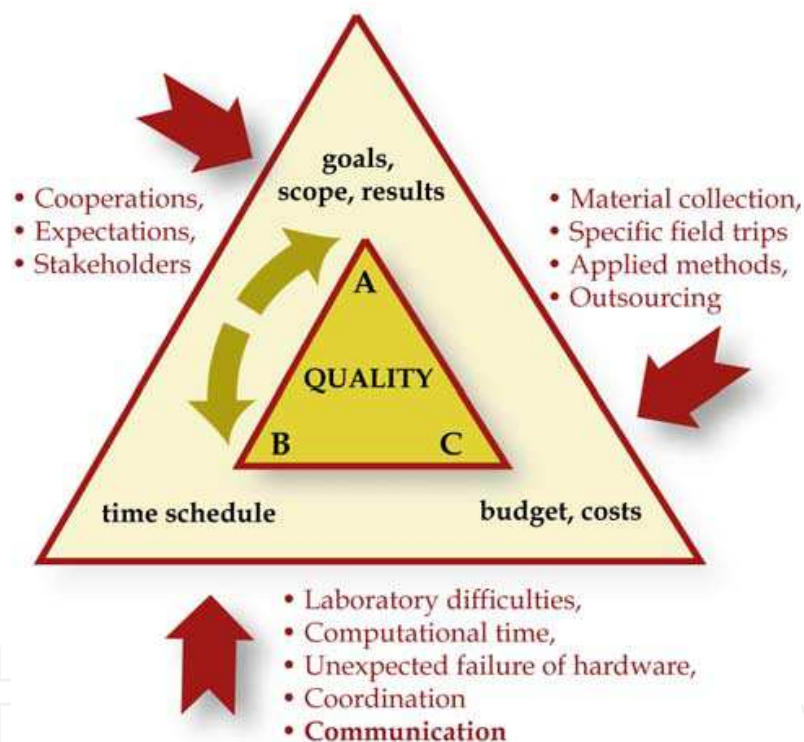 goals,
scope, results
• Cooperations,
• Expectations,
• Stakeholders
• Material collection,
• Specific field trips
• Applied methods,
• Outsourcing
A
QUALITY
B
C
time schedule
budget, costs
• Laboratory difficulties,
• Computational time,
• Unexpected failure of hardware,
• Coordination
• Communication